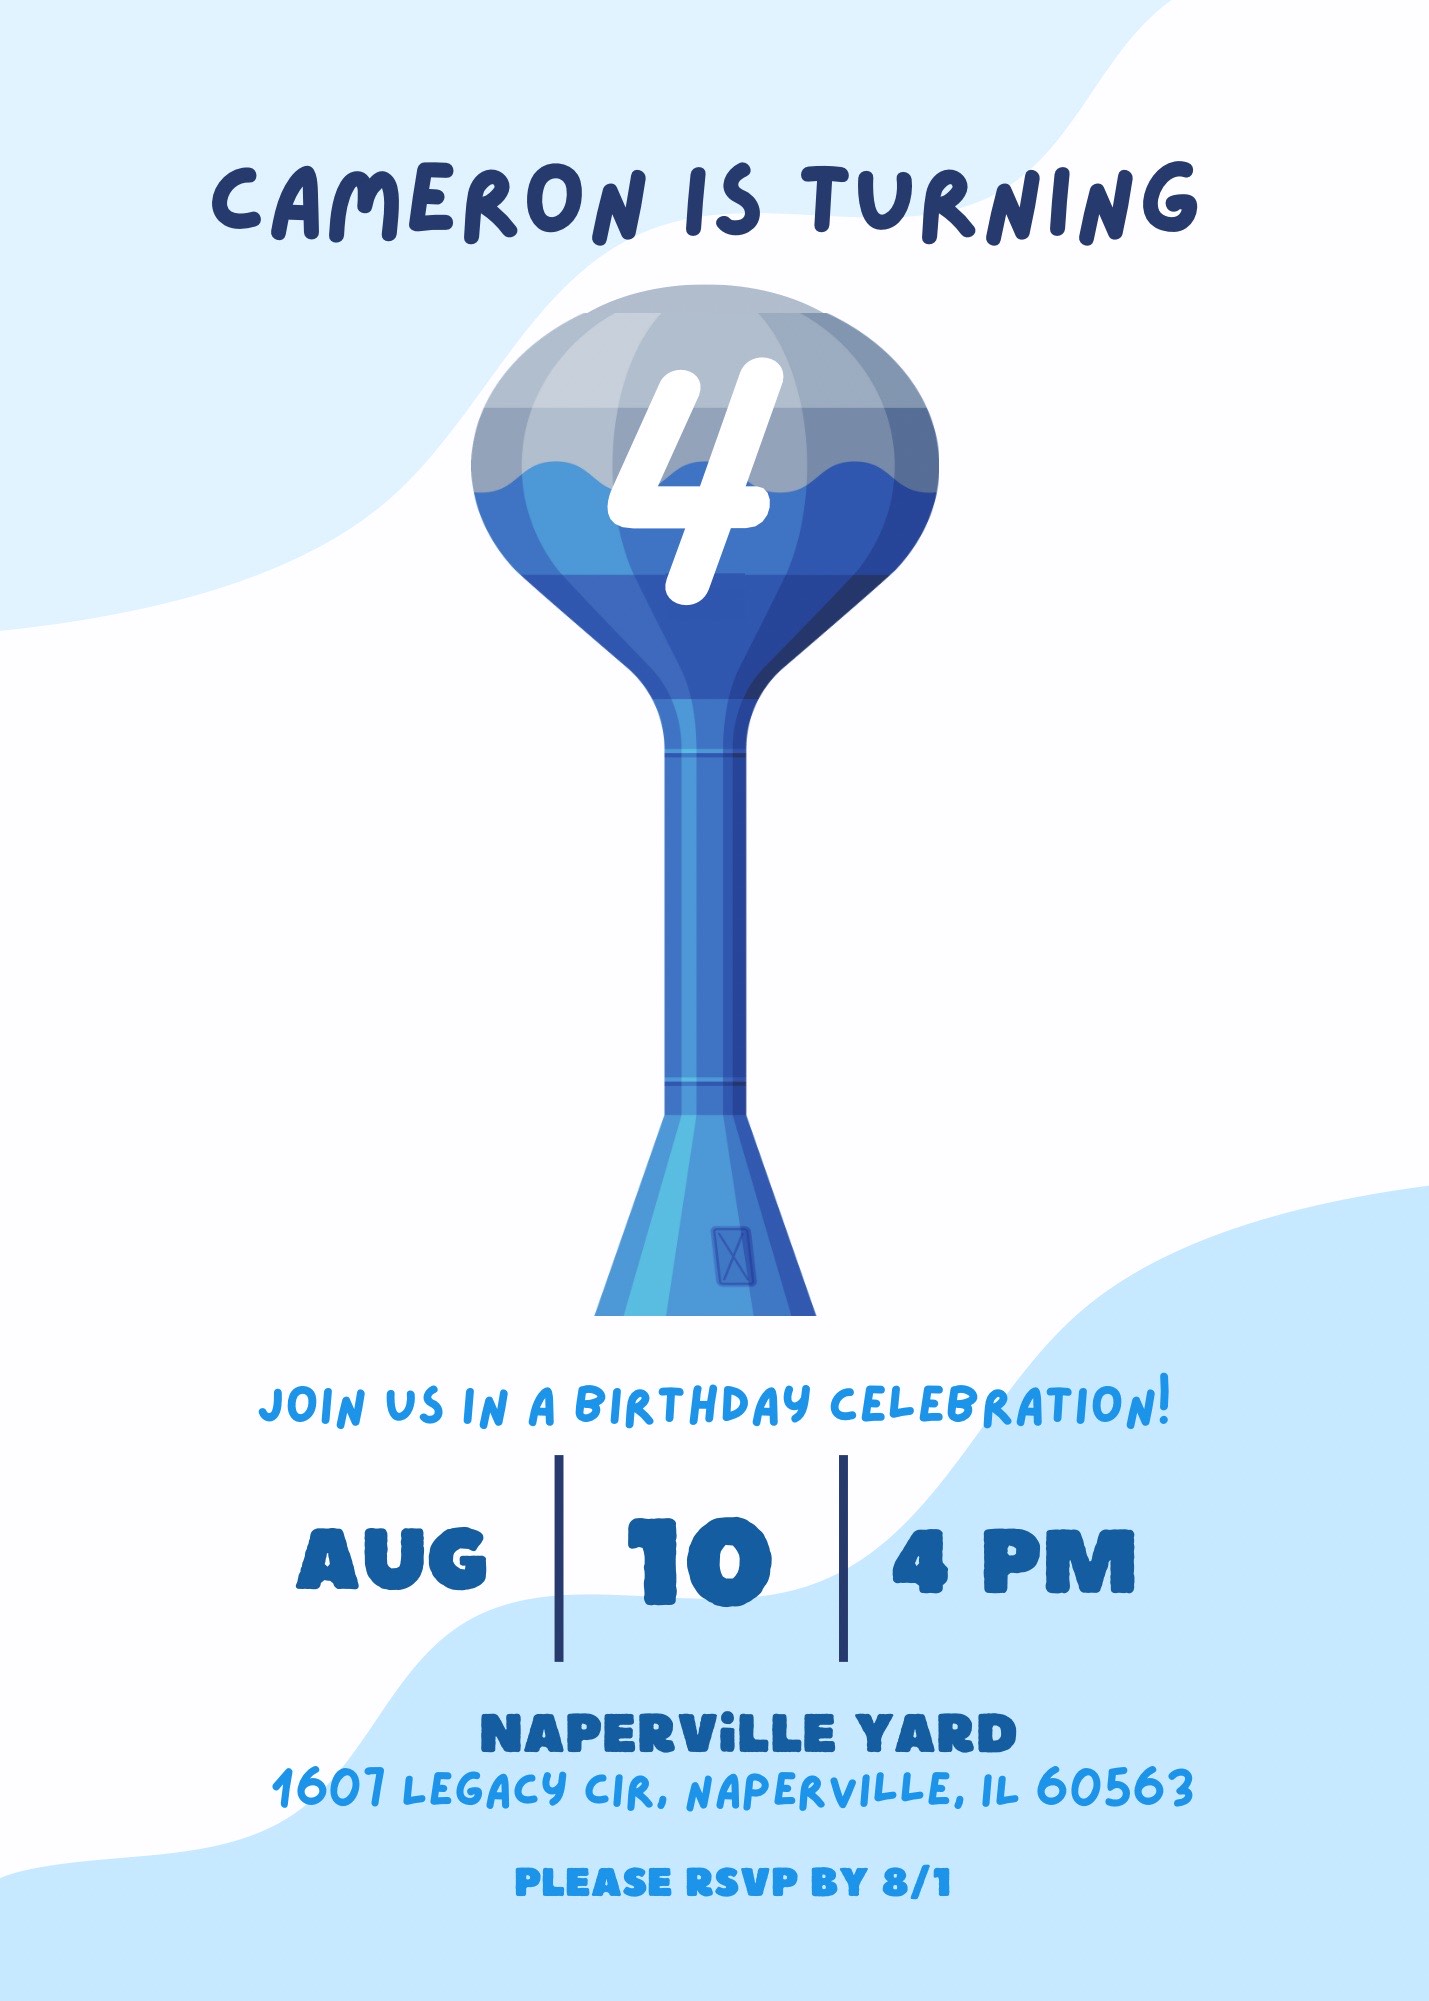 CAMERON IS TURNING
4
JOIN US IN A BIRTHDAY CELEBRATION!
AUG 10 4 PM
NAPERVILLE YARD
1607 LEGACY CIR, NAPERVILLE, IL 60563
PLEASE RSVP BY 8/1